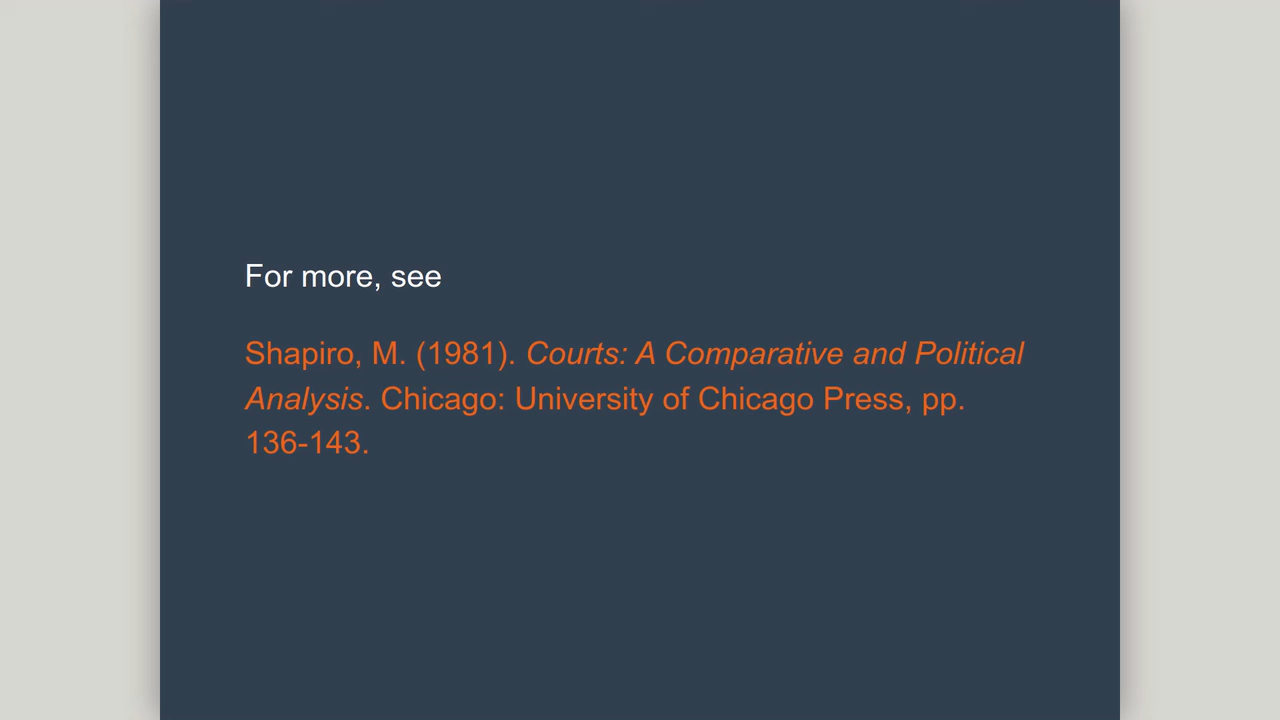 For more, see
Shapiro, M. (1981). Courts: A Comparative and Political
Analysis. Chicago: University of Chicago Press, pp.
136-143.